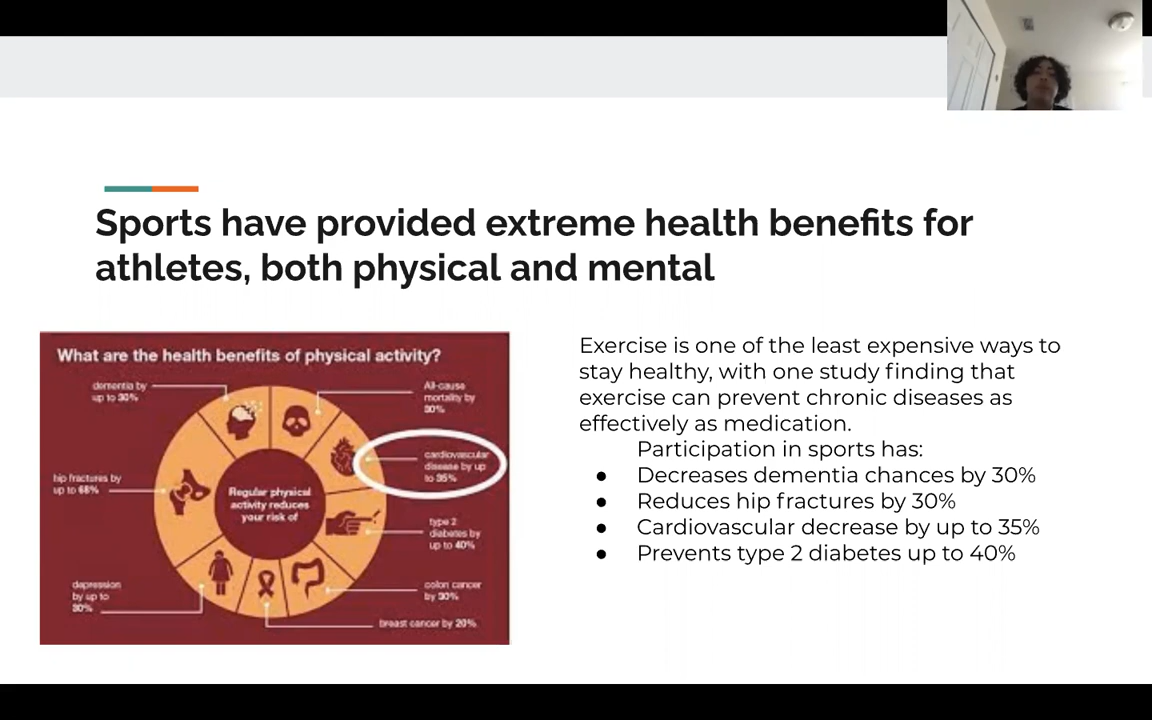 Sports have provided extreme health benefits for
athletes, both physical and mental
What are the health benefits of physical activity?
dementia by
up to 30%
All-cause
mortality by
30%
cardiovascular
disease by up
to 35%
hip fractures by
up to 68%
Regular physical
activity reduces
your risk of
type 2
diabetes by
up to 40%
depression
by up to
30%
colon cancer
by 30%
breast cancer by 20%
Exercise is one of the least expensive ways to
stay healthy, with one study finding that
exercise can prevent chronic diseases as
effectively as medication.
Participation in sports has:
● Decreases dementia chances by 30%
● Reduces hip fractures by 30%
● Cardiovascular decrease by up to 35%
● Prevents type 2 diabetes up to 40%